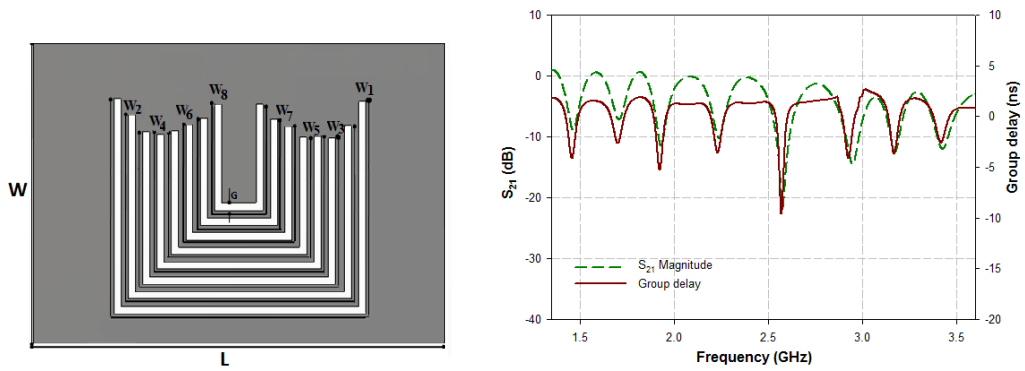 W1
W8
W2
W6
W7
W4
W5
W3
G
W
L
10
0
-10
-20
-30
-40
S21 (dB)
10
5
0
-5
-10
-15
-20
Group delay (ns)
S21 Magnitude
Group delay
1.5 2.0 2.5 3.0 3.5
Frequency (GHz)